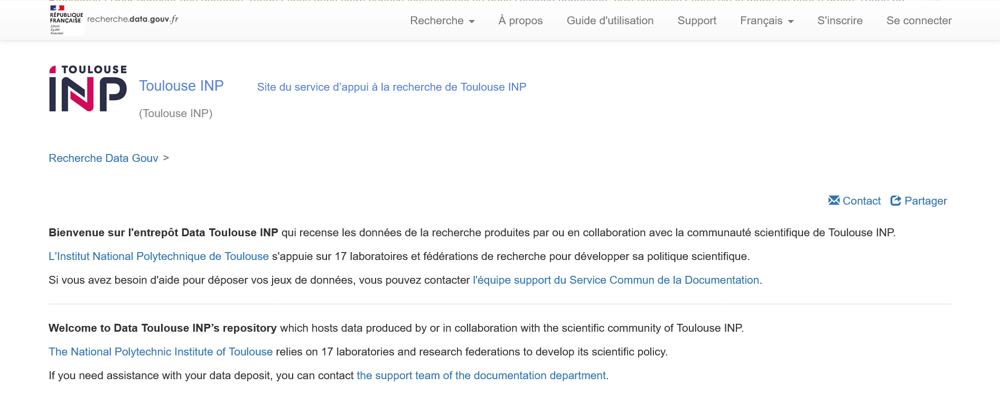 RÉPUBLIQUE
FRANÇAISE
Liberté
Égalité
Fraternité
recherche.data.gouv.fr
Recherche
À propos
Guide d'utilisation
Support
Français
S'inscrire
Se connecter
TOULOUSE
INP
Toulouse INP
Site du service d’appui à la recherche de Toulouse INP
(Toulouse INP)
Recherche Data Gouv >
Contact
Partager
Bienvenue sur l'entrepôt Data Toulouse INP qui recense les données de la recherche produites par ou en collaboration avec la communauté scientifique de Toulouse INP.
L'Institut National Polytechnique de Toulouse s'appuie sur 17 laboratoires et fédérations de recherche pour développer sa politique scientifique.
Si vous avez besoin d'aide pour déposer vos jeux de données, vous pouvez contacter l'équipe support du Service Commun de la Documentation.
Welcome to Data Toulouse INP’s repository which hosts data produced by or in collaboration with the scientific community of Toulouse INP.
The National Polytechnic Institute of Toulouse relies on 17 laboratories and research federations to develop its scientific policy.
If you need assistance with your data deposit, you can contact the support team of the documentation department.